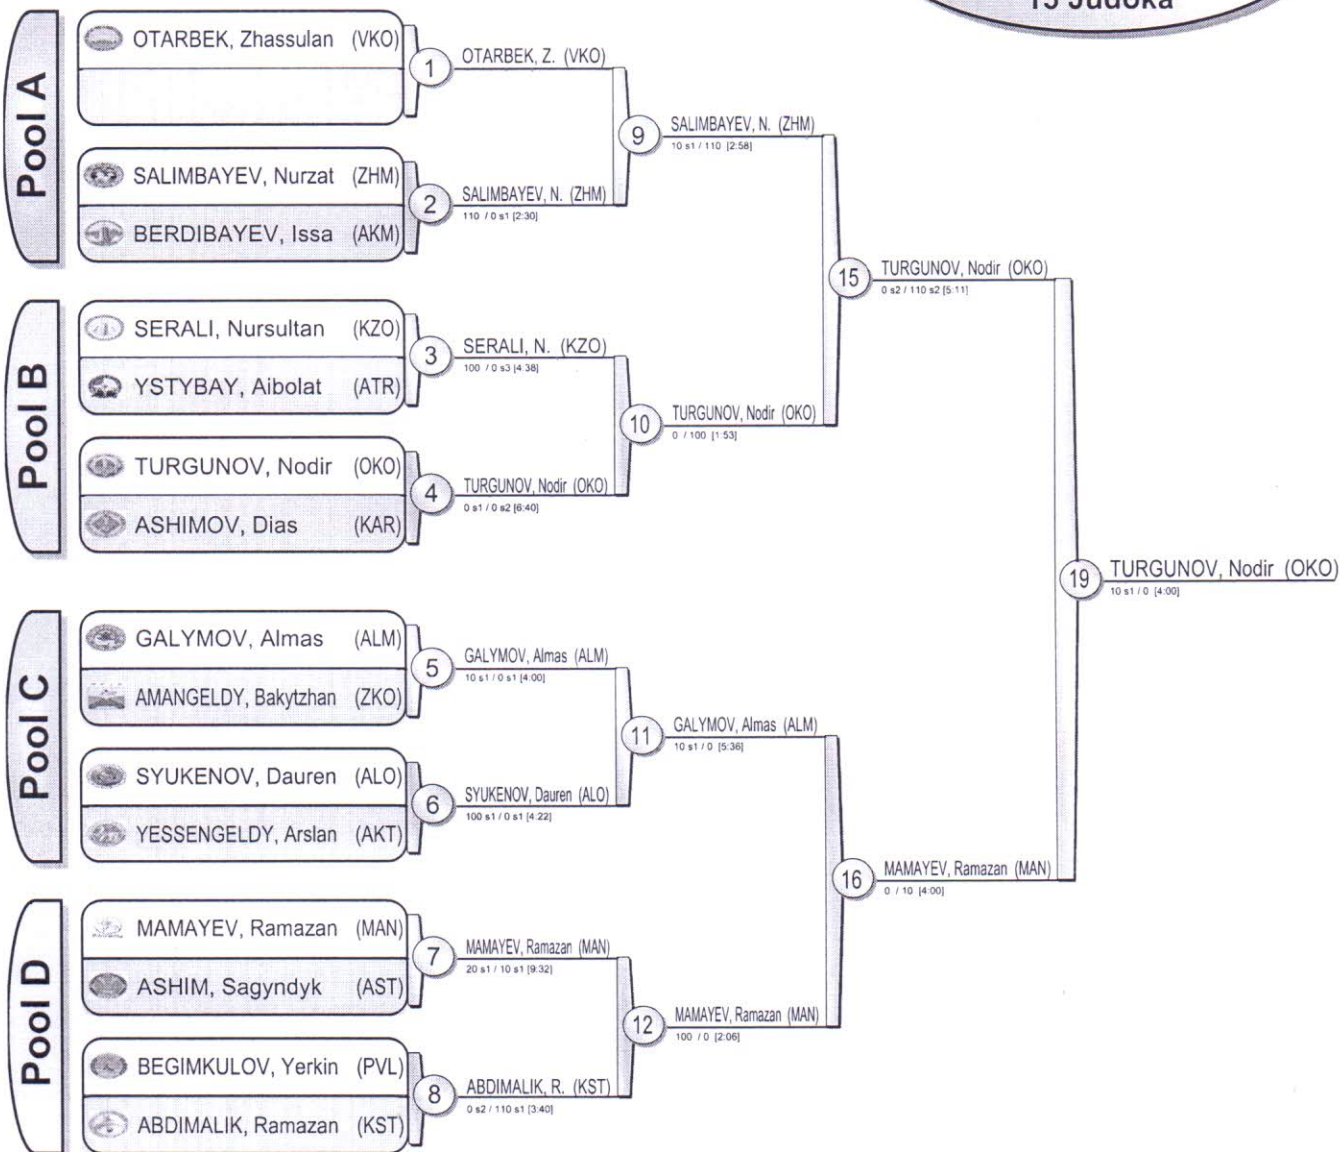 15 Judoka
Pool A
OTARBEK, Zhassulan (VKO)
SALIMBAYEV, Nurzat (ZHM)
BERDIBAYEV, Issa (AKM)
Pool B
SERALI, Nursultan (KZO)
YSTYBAY, Aibolat (ATR)
TURGUNOV, Nodir (OKO)
ASHIMOV, Dias (KAR)
Pool C
GALYMOV, Almas (ALM)
AMANGELDY, Bakytzhan (ZKO)
SYUKENOV, Dauren (ALO)
YESSENGELDY, Arslan (AKT)
Pool D
MAMAYEV, Ramazan (MAN)
ASHIM, Sagyndyk (AST)
BEGIMKULOV, Yerkin (PVL)
ABDIMALIK, Ramazan (KST)
1
OTARBEK, Z. (VKO)
2
SALIMBAYEV, N. (ZHM)
110 / 0 s1 [2:30]
3
SERALI, N. (KZO)
100 / 0 s3 [4:38]
4
TURGUNOV, Nodir (OKO)
0 s1 / 0 s2 [6:40]
5
GALYMOV, Almas (ALM)
10 s1 / 0 s1 [4:00]
6
SYUKENOV, Dauren (ALO)
100 s1 / 0 s1 [4:22]
7
MAMAYEV, Ramazan (MAN)
20 s1 / 10 s1 [9:32]
8
ABDIMALIK, R. (KST)
0 s2 / 110 s1 [3:40]
9
SALIMBAYEV, N. (ZHM)
10 s1 / 110 [2:58]
10
TURGUNOV, Nodir (OKO)
0 / 100 [1:53]
11
GALYMOV, Almas (ALM)
10 s1 / 0 [5:36]
12
MAMAYEV, Ramazan (MAN)
100 / 0 [2:06]
15
TURGUNOV, Nodir (OKO)
0 s2 / 110 s2 [5:11]
16
MAMAYEV, Ramazan (MAN)
0 / 10 [4:00]
19
TURGUNOV, Nodir (OKO)
10 s1 / 0 [4:00]